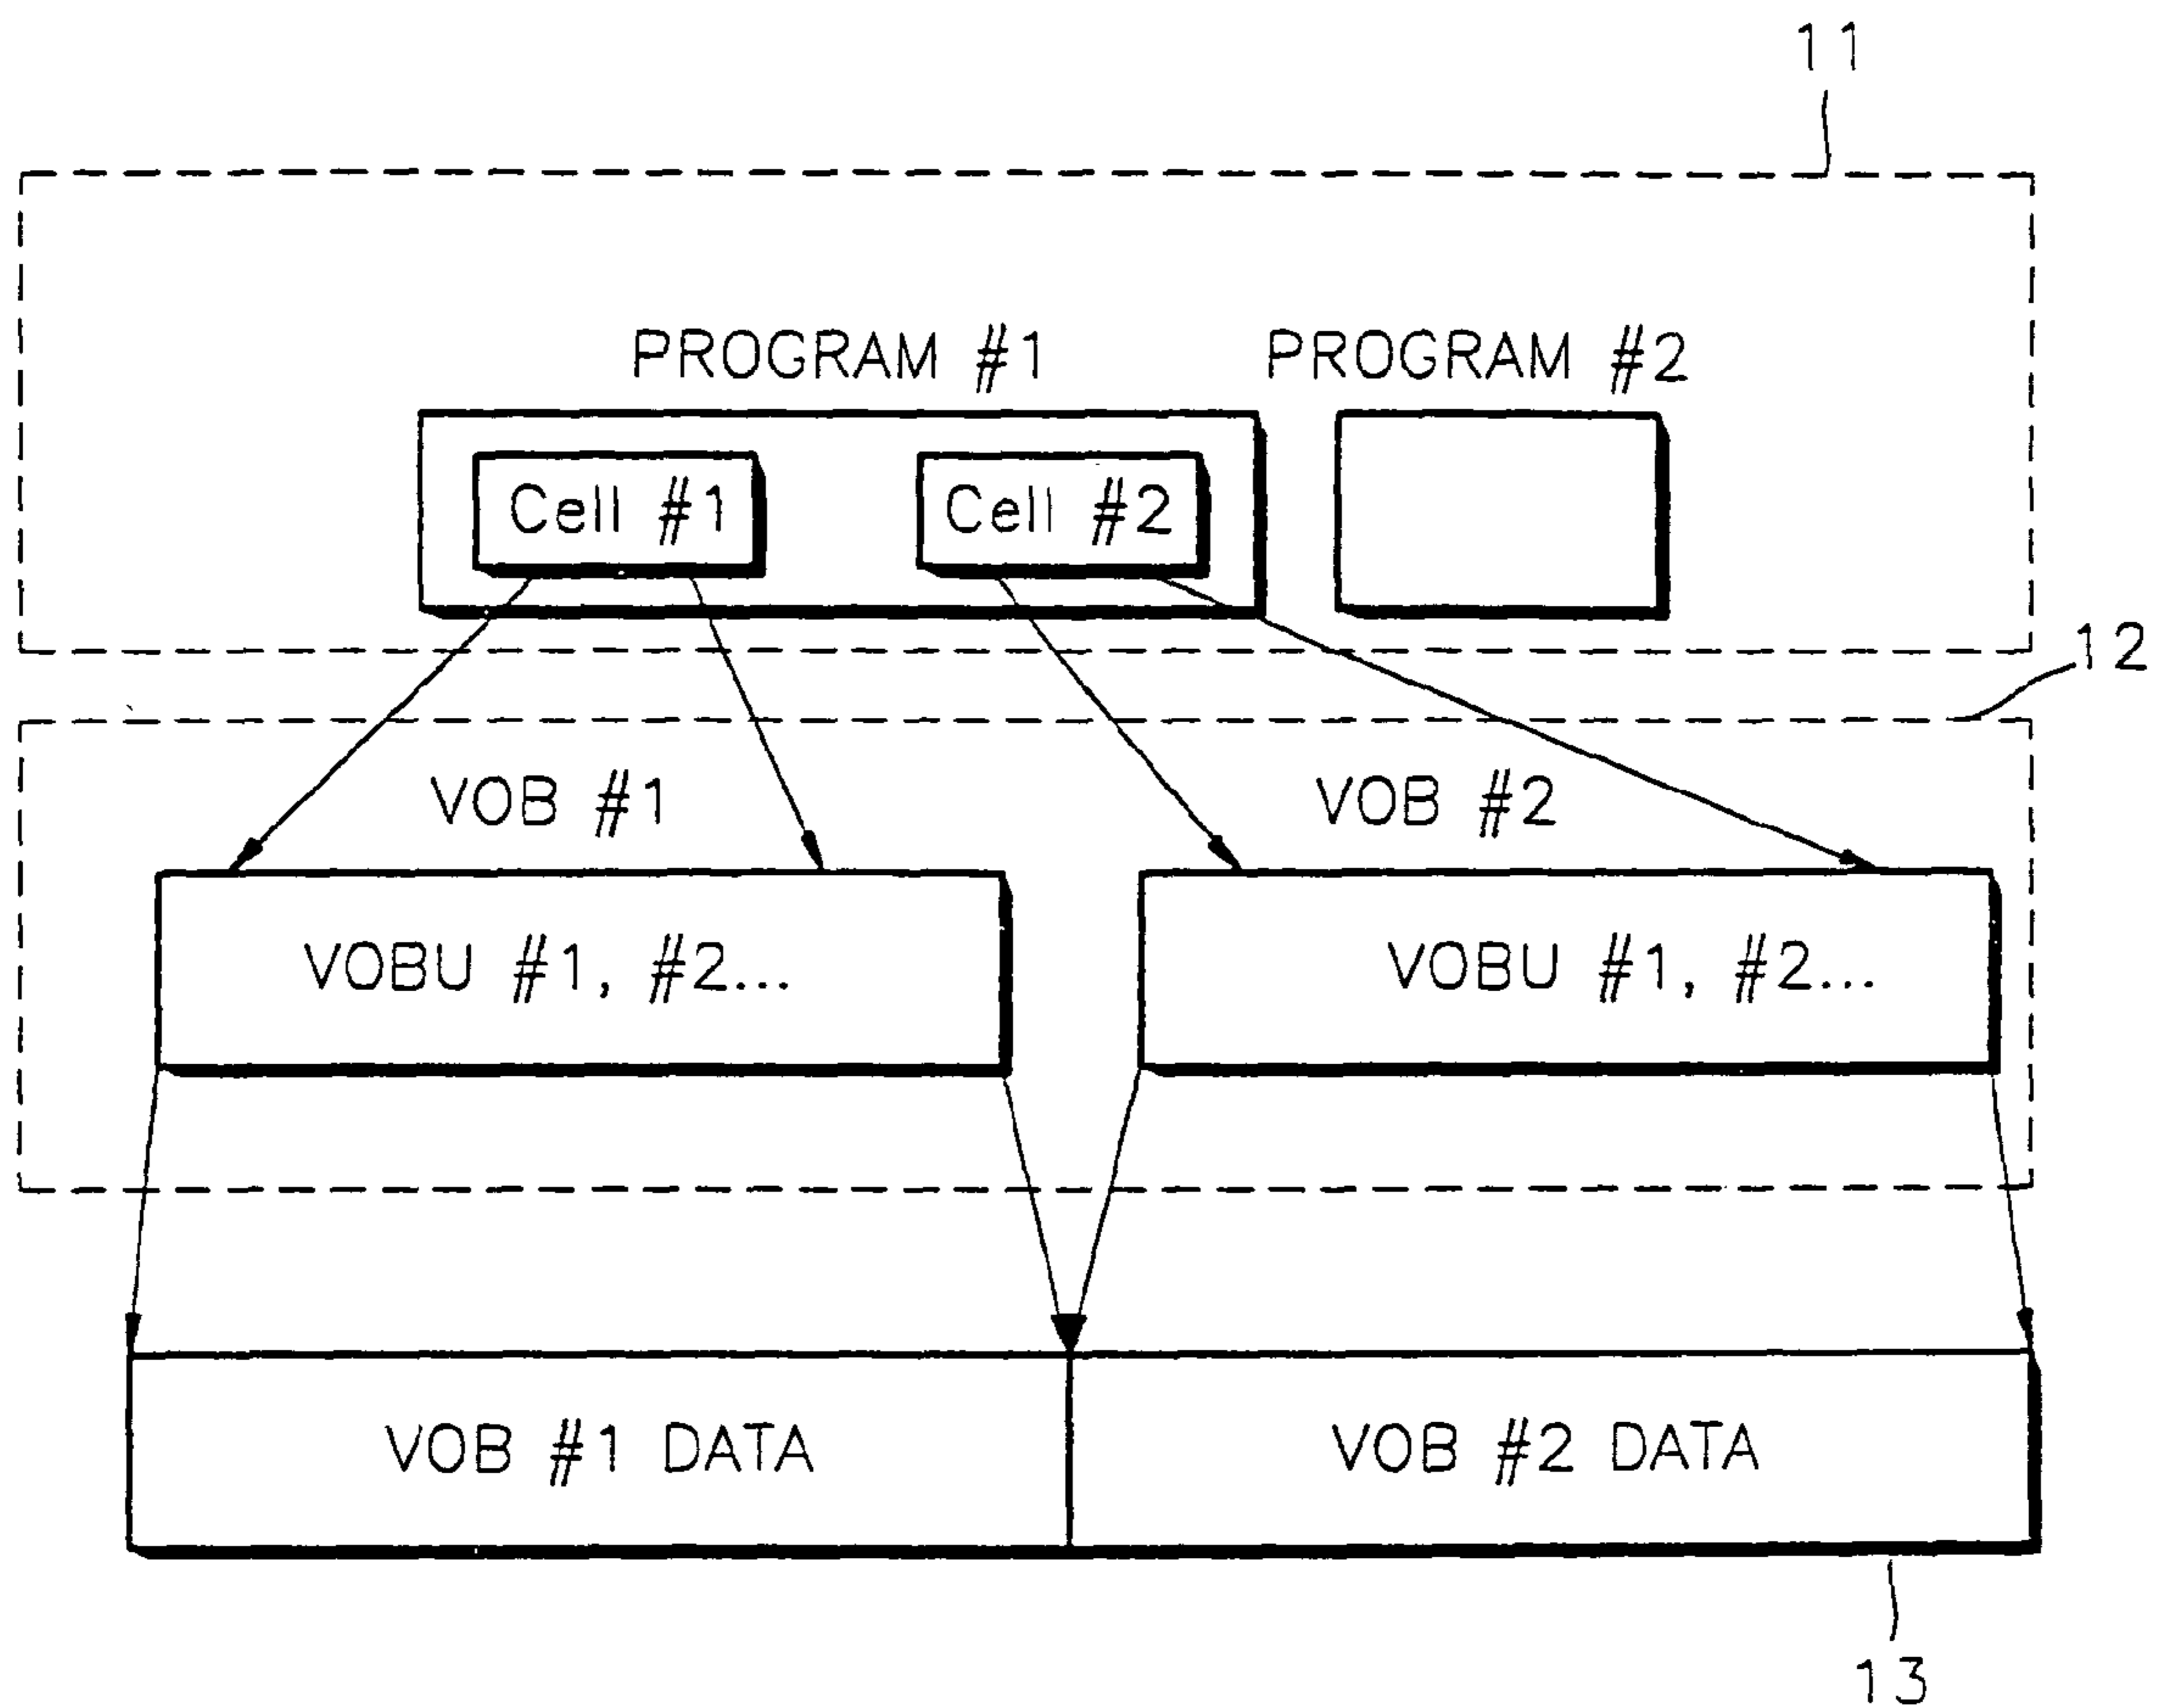 11
PROGRAM #1 PROGRAM #2
Cell #1 Cell #2
12
VOB #1 VOB #2
VOBU #1, #2... VOBU #1, #2...
VOB #1 DATA VOB #2 DATA
13